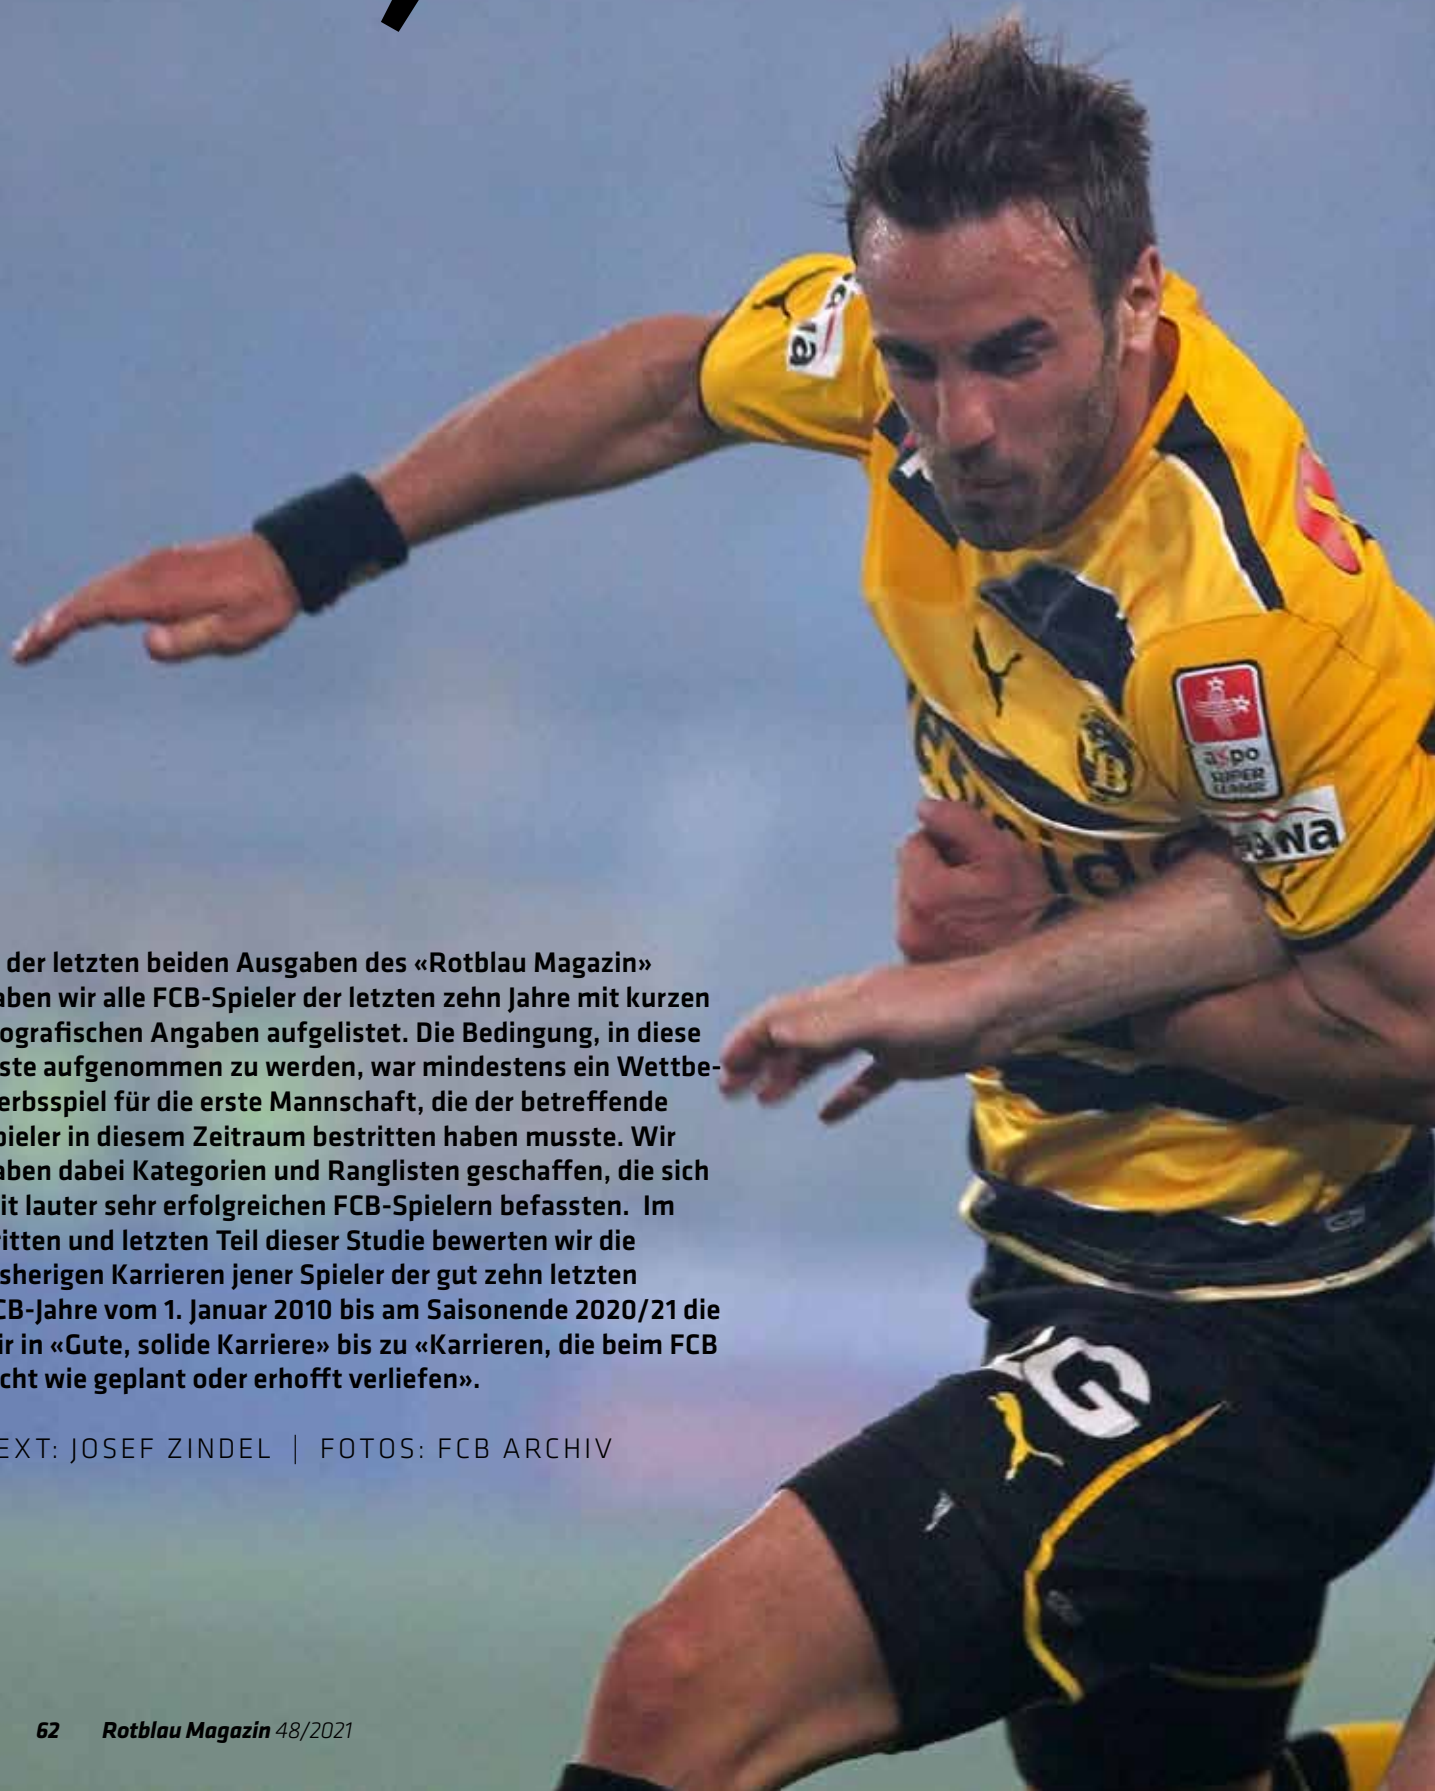 der letzten beiden Ausgaben des «Rotblau Magazin»
aben wir alle FCB-Spieler der letzten zehn Jahre mit kurzen
ografischen Angaben aufgelistet. Die Bedingung, in diese
ste aufgenommen zu werden, war mindestens ein Wettbe-
erbsspiel für die erste Mannschaft, die der betreffende
pieler in diesem Zeitraum bestritten haben musste. Wir
aben dabei Kategorien und Ranglisten geschaffen, die sich
it lauter sehr erfolgreichen FCB-Spielern befassten. Im
ritten und letzten Teil dieser Studie bewerten wir die
sherigen Karrieren jener Spieler der gut zehn letzten
CB-Jahre vom 1. Januar 2010 bis am Saisonende 2020/21 die
ir in «Gute, solide Karriere» bis zu «Karrieren, die beim FCB
cht wie geplant oder erhofft verliefen».
EXT: JOSEF ZINDEL | FOTOS: FCB ARCHIV
axpo
SUPER
LEAGUE
G
62 Rotblau Magazin 48/2021